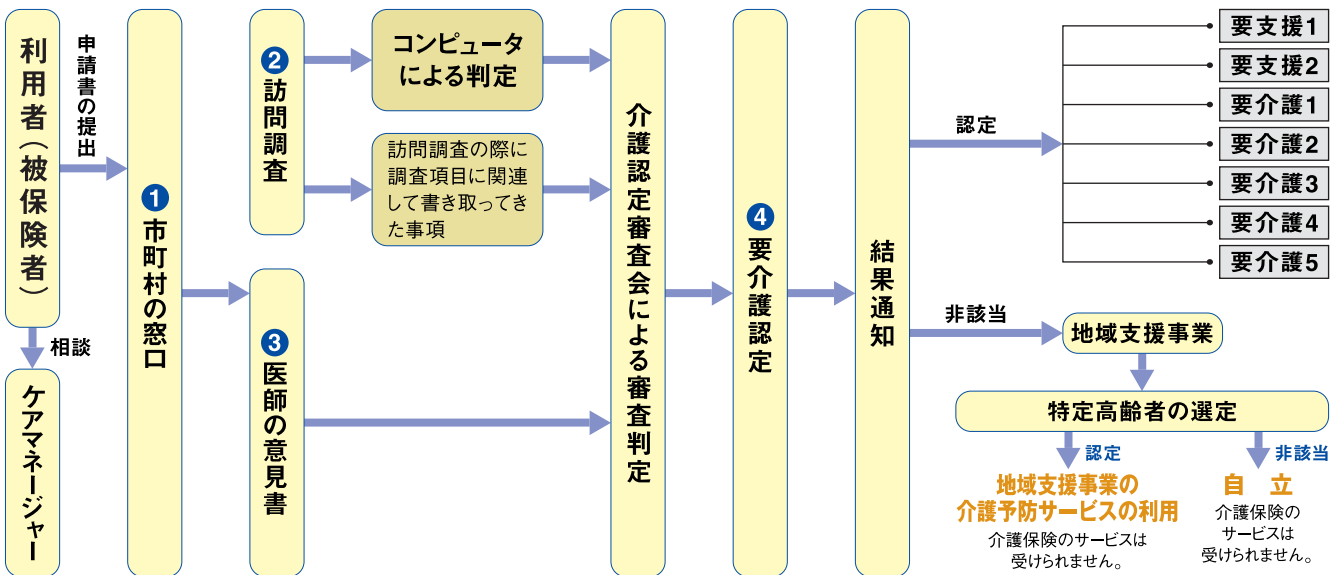 利用者（被保険者）
申請書の提出
相談
ケアマネージャー
❶市町村の窓口
❷訪問調査
コンピュータ
による判定
訪問調査の際に
調査項目に関連
して書き取ってき
た事項
❸医師の意見書
介護認定審査会による審査判定
❹要介護認定
結果通知
認定
要支援1
要支援2
要介護1
要介護2
要介護3
要介護4
要介護5
非該当
地域支援事業
特定高齢者の選定
認定
地域支援事業の
介護予防サービスの利用
介護保険のサービスは
受けられません。
非該当
自　立
介護保険の
サービスは
受けられません。